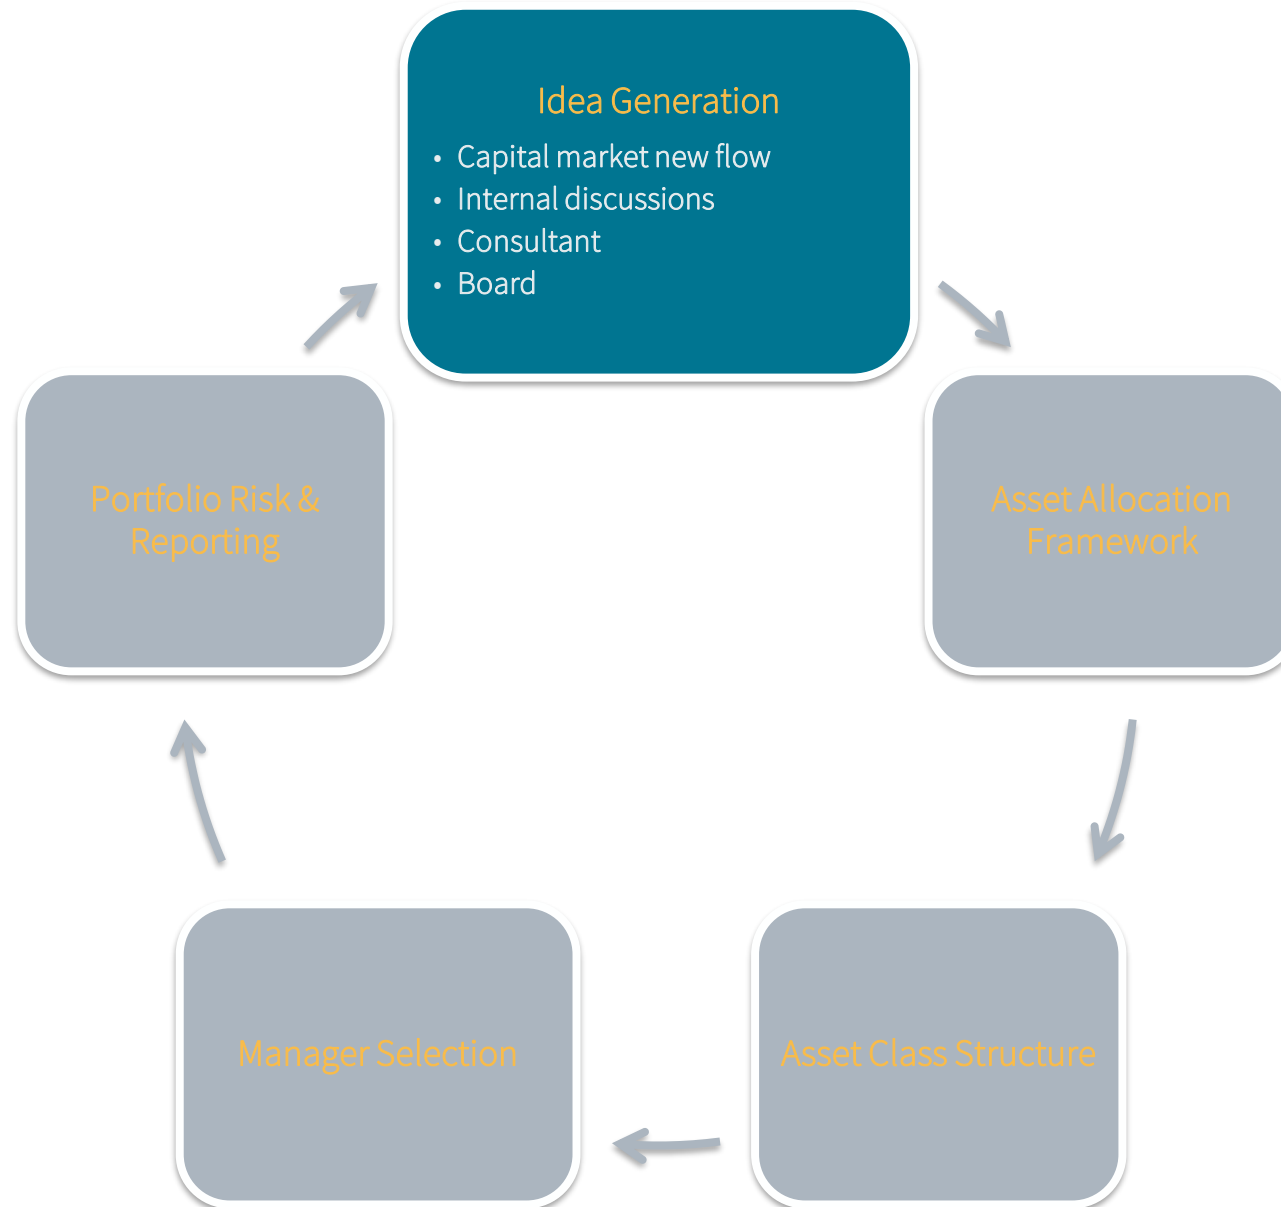 Idea Generation
• Capital market new flow
• Internal discussions
• Consultant
• Board
Portfolio Risk &
Reporting
Asset Allocation
Framework
Manager Selection
Asset Class Structure